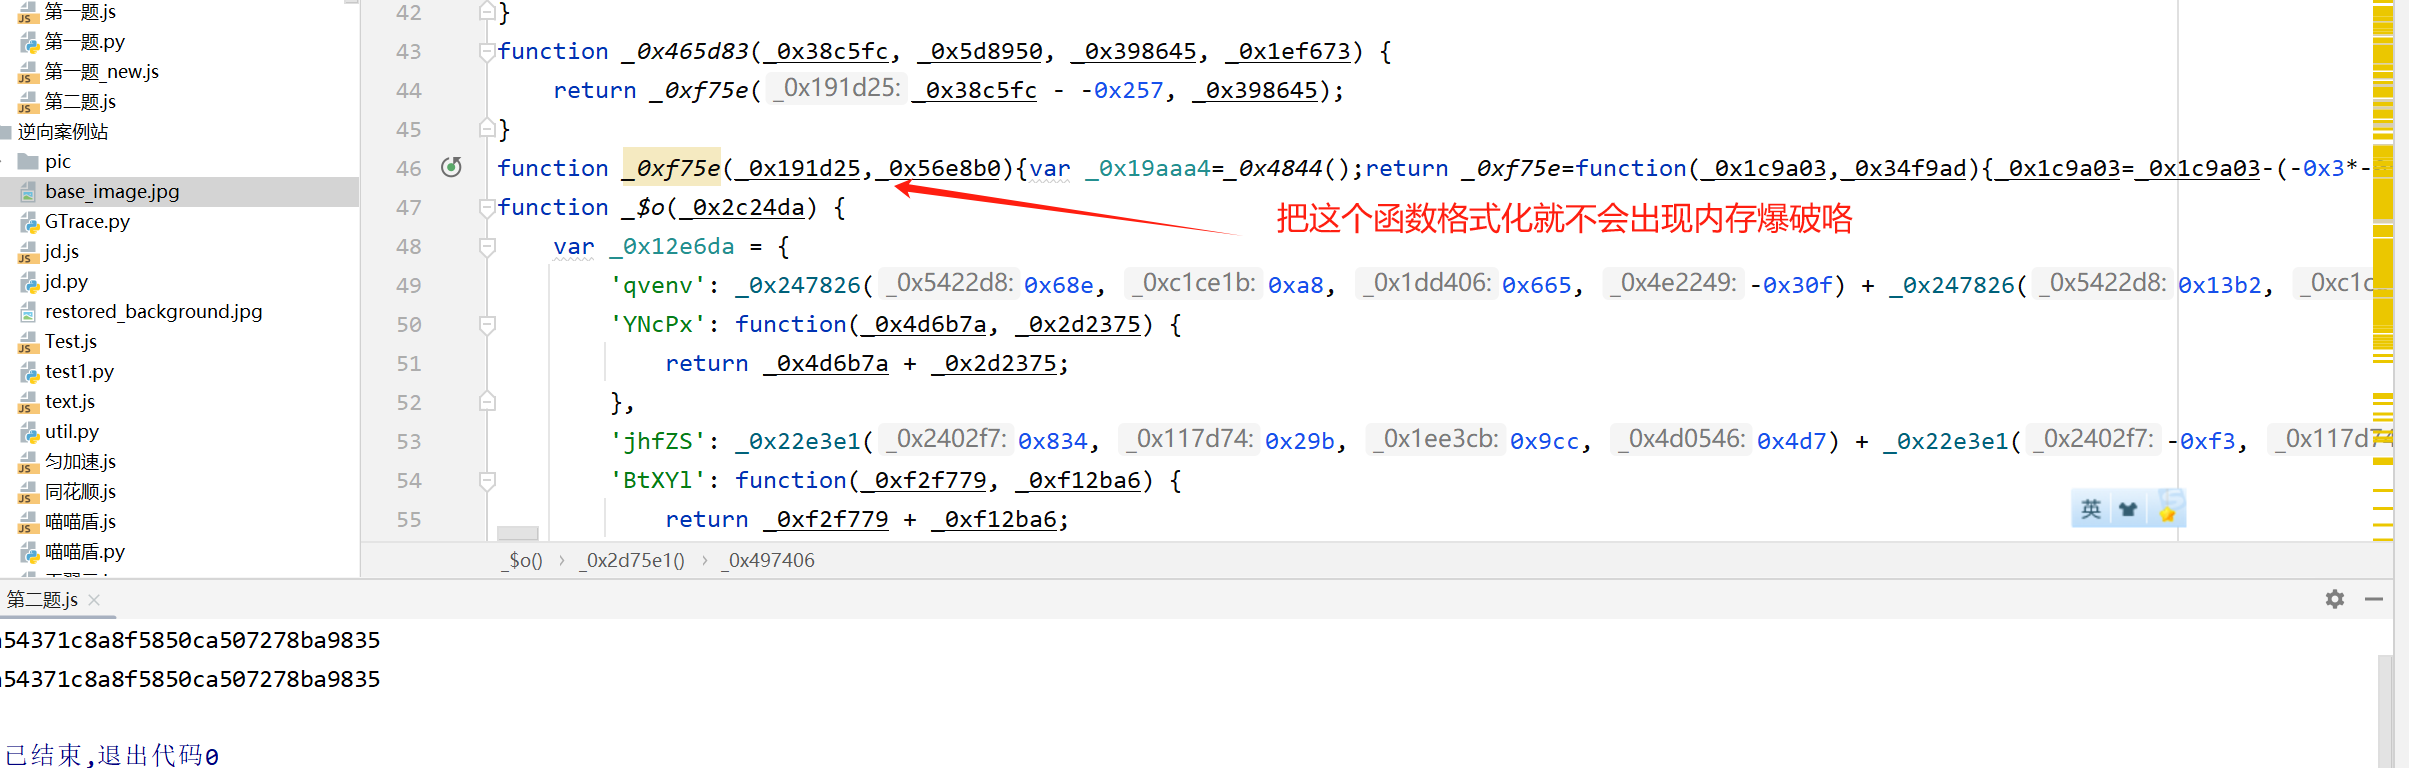 第一题.js
第一题.py
第一题_new.js
第二题.js
逆向案例站
pic
base_image.jpg
GTrace.py
jd.js
jd.py
restored_background.jpg
Test.js
test1.py
text.js
util.py
匀加速.js
同花顺.js
喵喵盾.js
喵喵盾.py
42 }
43 function _0x465d83(_0x38c5fc, _0x5d8950, _0x398645, _0x1ef673) {
44 return _0xf75e( _0x191d25: _0x38c5fc - -0x257, _0x398645);
45 }
46 function _0xf75e(_0x191d25,_0x56e8b0){var _0x19aaa4=_0x4844();return _0xf75e=function(_0x1c9a03,_0x34f9ad){_0x1c9a03=_0x1c9a03-(-0x3*-
47 function _$o(_0x2c24da) {
把这个函数格式化就不会出现内存爆破咯
48 var _0x12e6da = {
49 'qvenv': _0x247826( _0x5422d8: 0x68e, _0xc1ce1b: 0xa8, _0x1dd406: 0x665, _0x4e2249: -0x30f) + _0x247826( _0x5422d8: 0x13b2, _0xc1c
50 'YNcPx': function(_0x4d6b7a, _0x2d2375) {
51 return _0x4d6b7a + _0x2d2375;
52 },
53 'jhfZS': _0x22e3e1( _0x2402f7: 0x834, _0x117d74: 0x29b, _0x1ee3cb: 0x9cc, _0x4d0546: 0x4d7) + _0x22e3e1( _0x2402f7: -0xf3, _0x117d74
54 'BtXYl': function(_0xf2f779, _0xf12ba6) {
55 return _0xf2f779 + _0xf12ba6;
英
_$o() › _0x2d75e1() › _0x497406
第二题.js
54371c8a8f5850ca507278ba9835
54371c8a8f5850ca507278ba9835
已结束,退出代码0